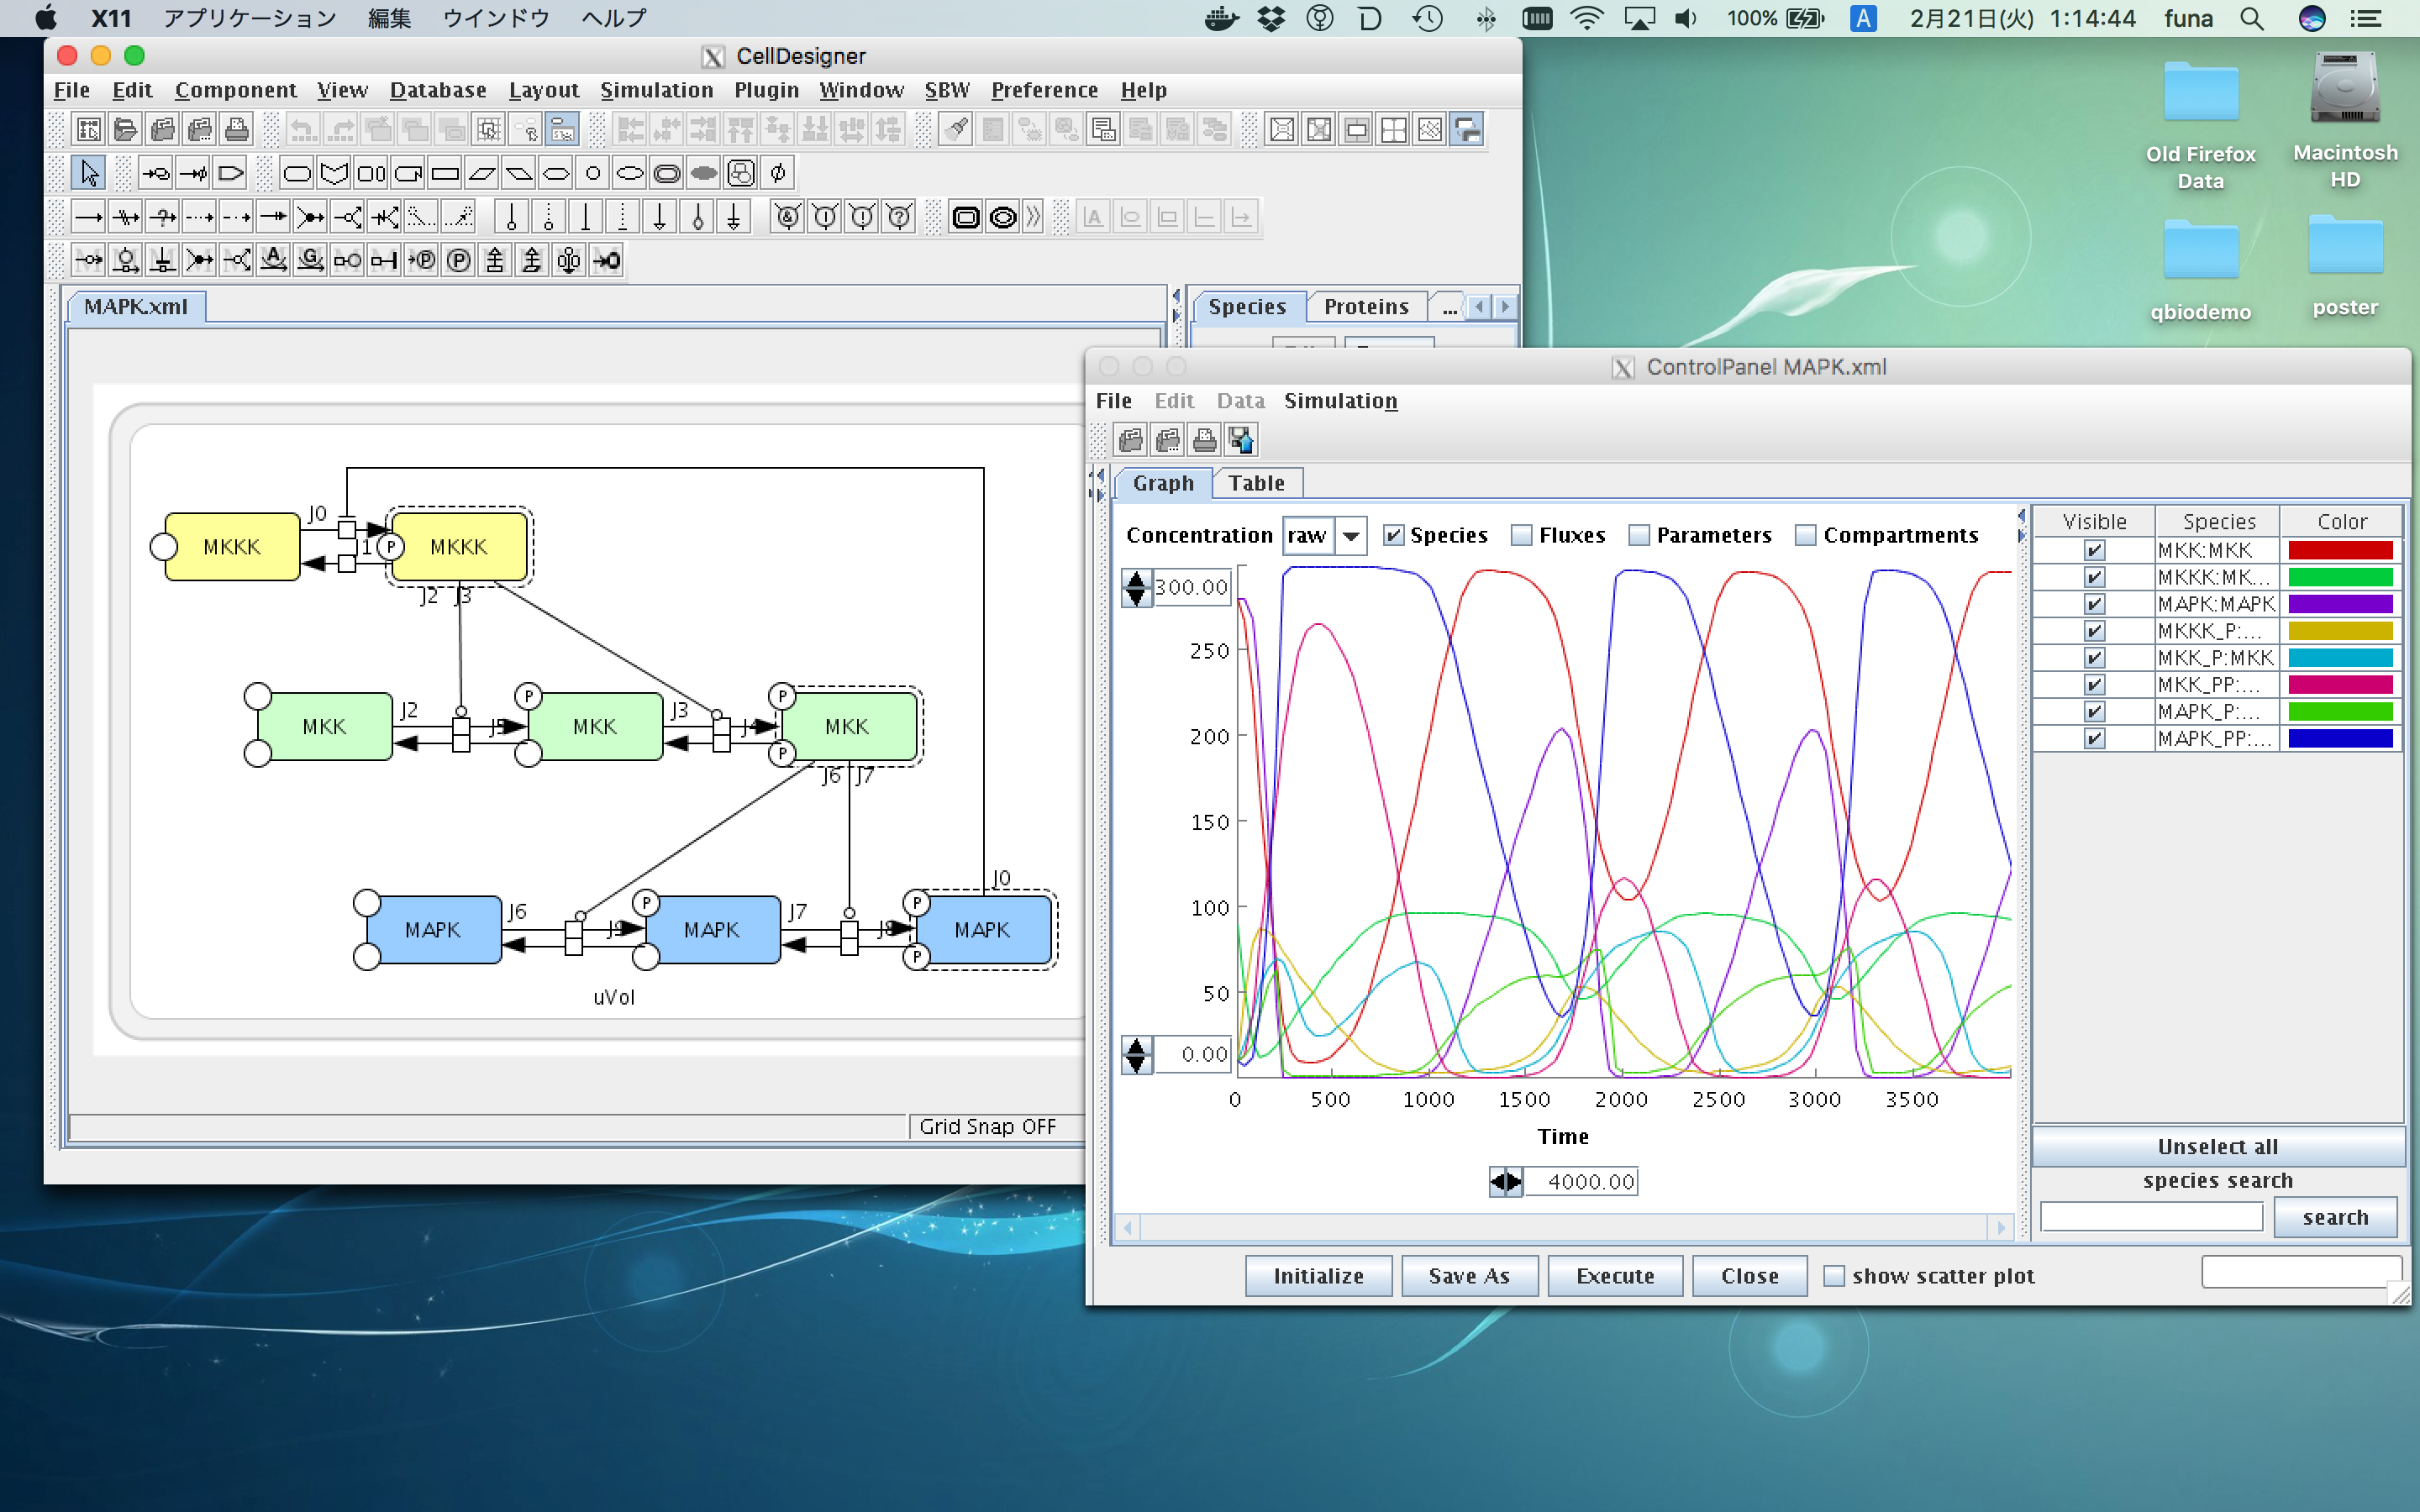 X11 アプリケーション 編集 ウインドウ ヘルプ
100% A 2月21日(火) 1:14:44 funa
CellDesigner
File Edit Component View Database Layout Simulation Plugin Window SBW Preference Help
MAPK.xml
Species Proteins ...
J0
MKKK
J1
P
MKKK
J2 J3
MKK
J2
J5
P
MKK
J3
J4
P
P
MKK
J6 J7
MAPK
J6
J9
P
MAPK
J7
J8
J0
P
P
MAPK
uVol
Grid Snap OFF
Old Firefox
Data
Macintosh
HD
qbiodemo
poster
ControlPanel MAPK.xml
File Edit Data Simulation
Graph Table
Concentration raw Species Fluxes Parameters Compartments
300.00
250
200
150
100
50
0.00
0 500 1000 1500 2000 2500 3000 3500
Time
4000.00
Visible Species Color
MKK:MKK
MKKK:MK...
MAPK:MAPK
MKKK_P:...
MKK_P:MKK
MKK_PP:...
MAPK_P:...
MAPK_PP:...
Unselect all
species search
search
Initialize Save As Execute Close show scatter plot